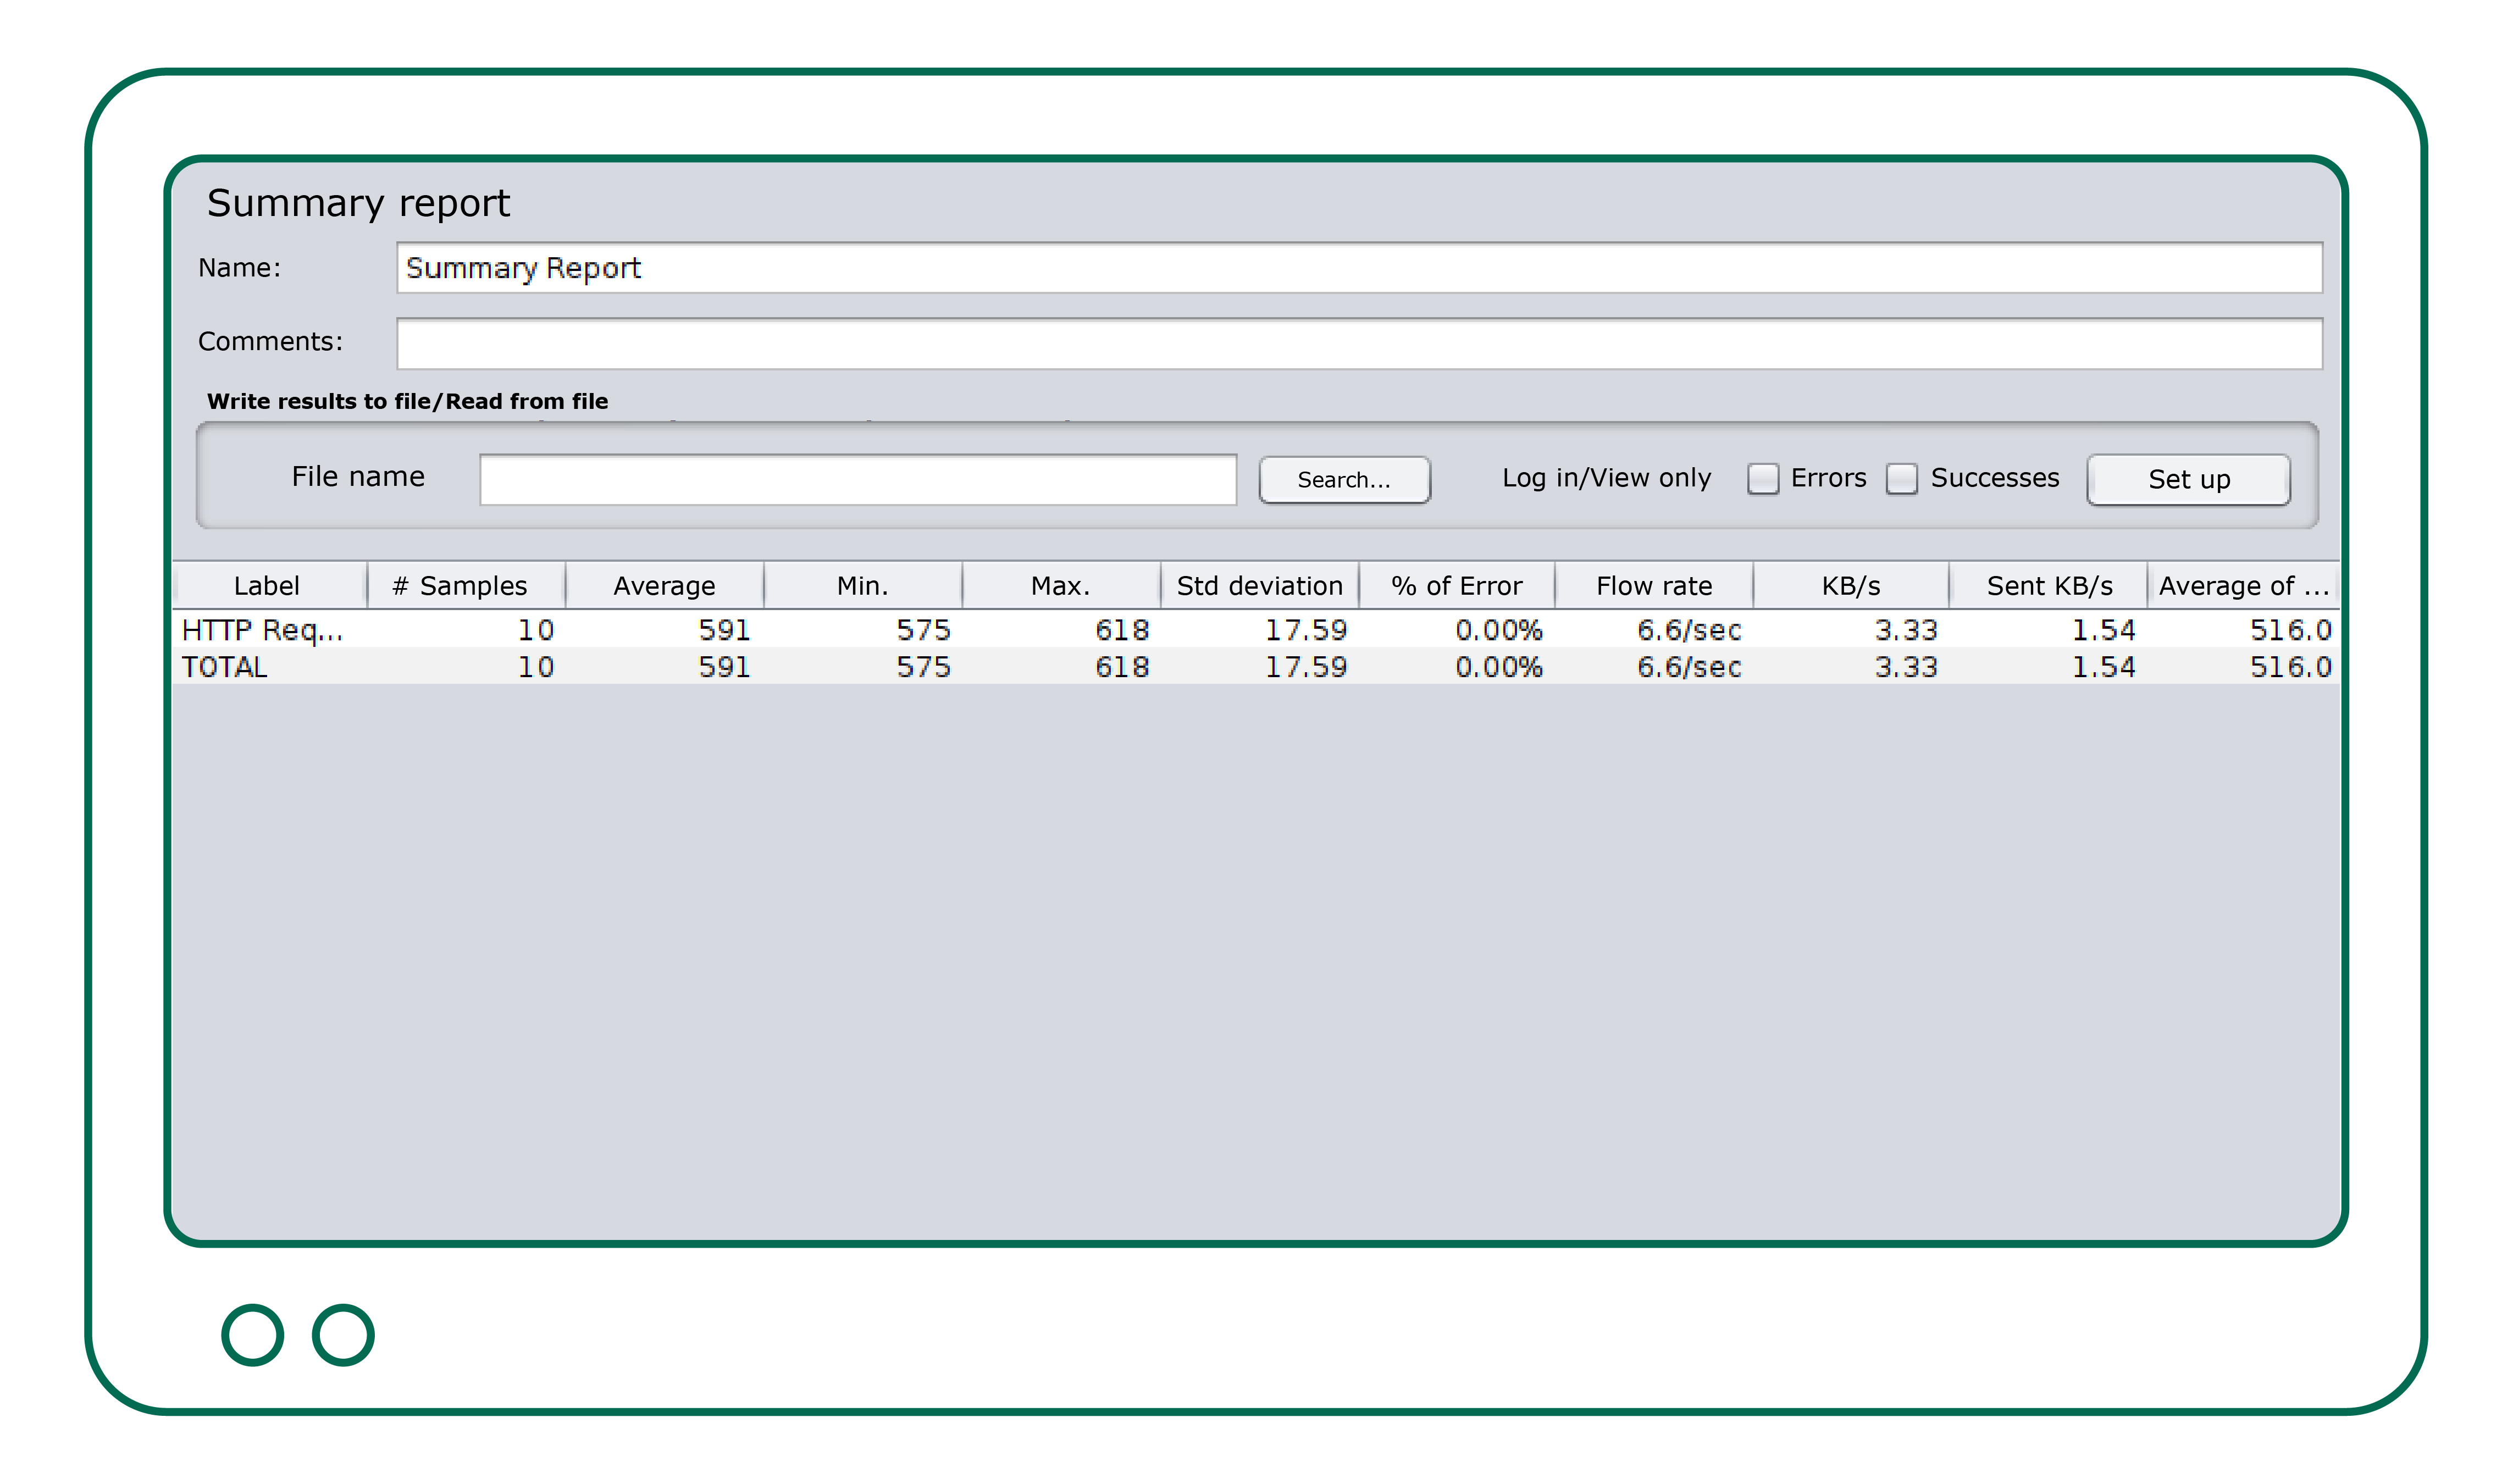 Summary report
Name: Summary Report
Comments:
Write results to file/Read from file
File name Search... Log in/View only Errors Successes Set up
Label # Samples Average Min. Max. Std deviation % of Error Flow rate KB/s Sent KB/s Average of ...
HTTP Req... 10 591 575 618 17.59 0.00% 6.6/sec 3.33 1.54 516.0
TOTAL 10 591 575 618 17.59 0.00% 6.6/sec 3.33 1.54 516.0